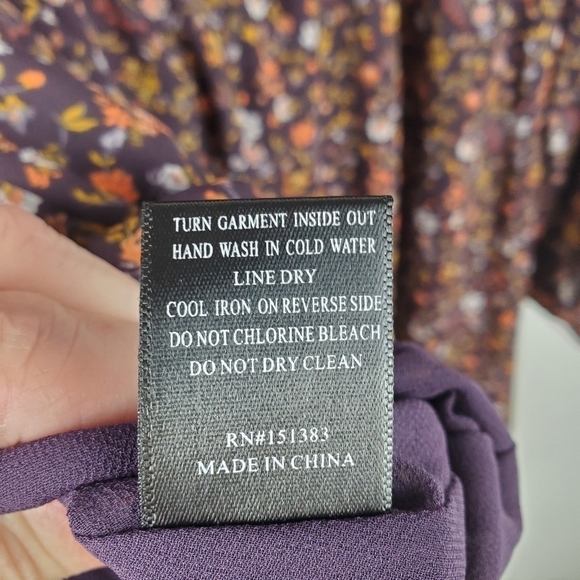 TURN GARMENT INSIDE OUT
HAND WASH IN COLD WATER
LINE DRY
COOL IRON ON REVERSE SIDE
DO NOT CHLORINE BLEACH
DO NOT DRY CLEAN
RN#151383
MADE IN CHINA